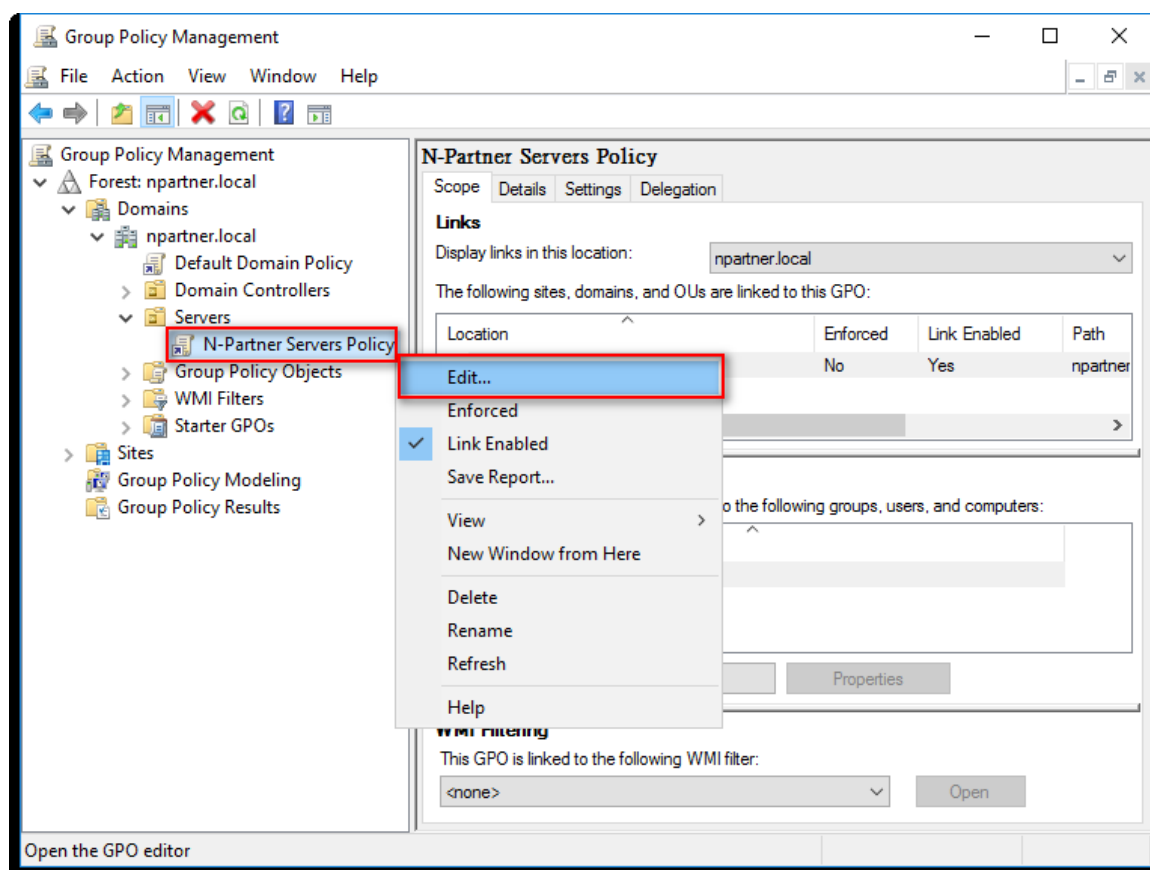 Group Policy Management
File Action View Window Help
Group Policy Management
Forest: npartner.local
Domains
npartner.local
Default Domain Policy
Domain Controllers
Servers
N-Partner Servers Policy
Group Policy Objects
WMI Filters
Starter GPOs
Sites
Group Policy Modeling
Group Policy Results
N-Partner Servers Policy
Scope Details Settings Delegation
Links
Display links in this location: npartner.local
The following sites, domains, and OUs are linked to this GPO:
Location Enforced Link Enabled Path
No Yes npartner
Edit...
Enforced
Link Enabled
Save Report...
View
New Window from Here
Delete
Rename
Refresh
Help
o the following groups, users, and computers:
Properties
WMI Filtering
This GPO is linked to the following WMI filter:
<none> Open
Open the GPO editor